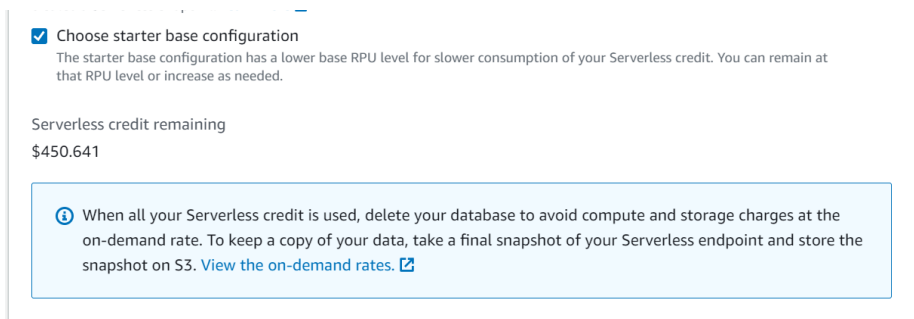 Choose starter base configuration
The starter base configuration has a lower base RPU level for slower consumption of your Serverless credit. You can remain at
that RPU level or increase as needed.
Serverless credit remaining
$450.641
When all your Serverless credit is used, delete your database to avoid compute and storage charges at the
on-demand rate. To keep a copy of your data, take a final snapshot of your Serverless endpoint and store the
snapshot on S3. View the on-demand rates.